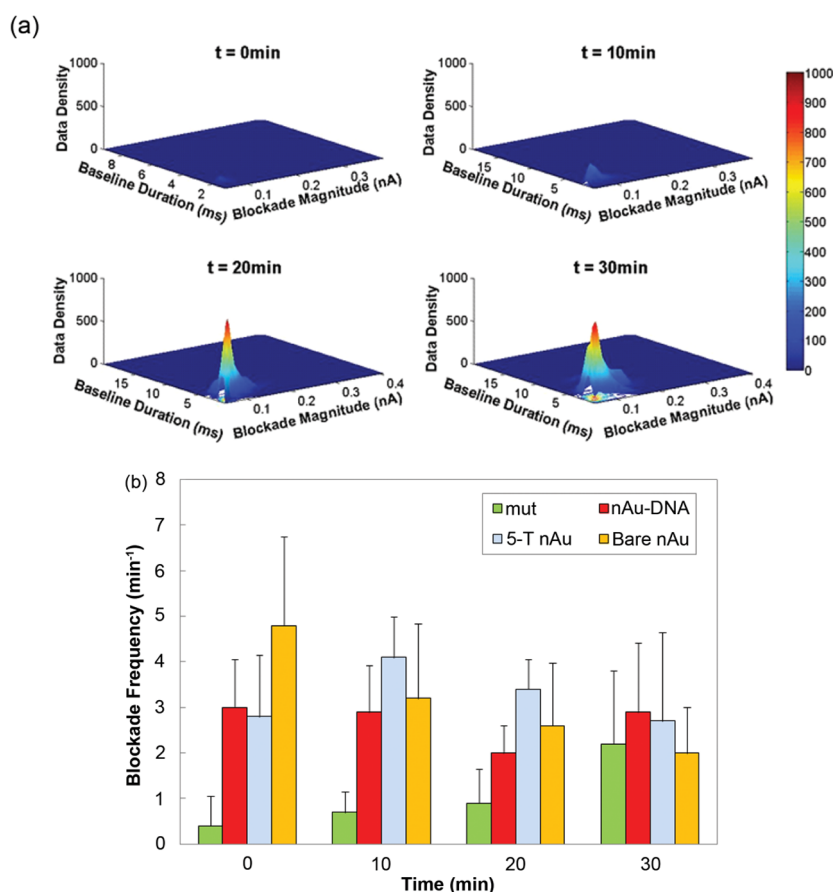 (a)
t = 0min
1000
500
0
Data Density
8
6
4
2
Baseline Duration (ms)
0.1
0.2
0.3
Blockade Magnitude (nA)
t = 10min
1000
500
0
Data Density
15
10
5
Baseline Duration (ms)
0.1
0.2
0.3
Blockade Magnitude (nA)
1000
900
800
700
600
500
400
300
200
100
0
t = 20min
1000
500
0
Data Density
15
10
5
Baseline Duration (ms)
0.1
0.2
0.3
0.4
Blockade Magnitude (nA)
t = 30min
1000
500
0
Data Density
15
10
5
Baseline Duration (ms)
0.1
0.2
0.3
0.4
Blockade Magnitude (nA)
(b)
8
7
6
5
4
3
2
1
0
Blockade Frequency (min⁻¹)
mut
nAu-DNA
5-T nAu
Bare nAu
0
10
20
30
Time (min)